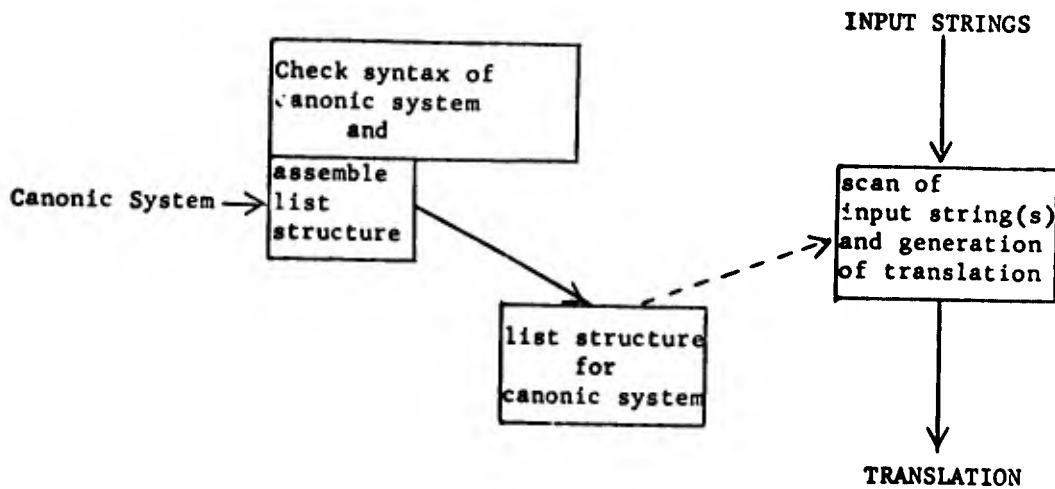 INPUT STRINGS
Check syntax of
canonic system
and
assemble
list
structure
Canonic System
scan of
input string(s)
and generation
of translation
list structure
for
canonic system
TRANSLATION